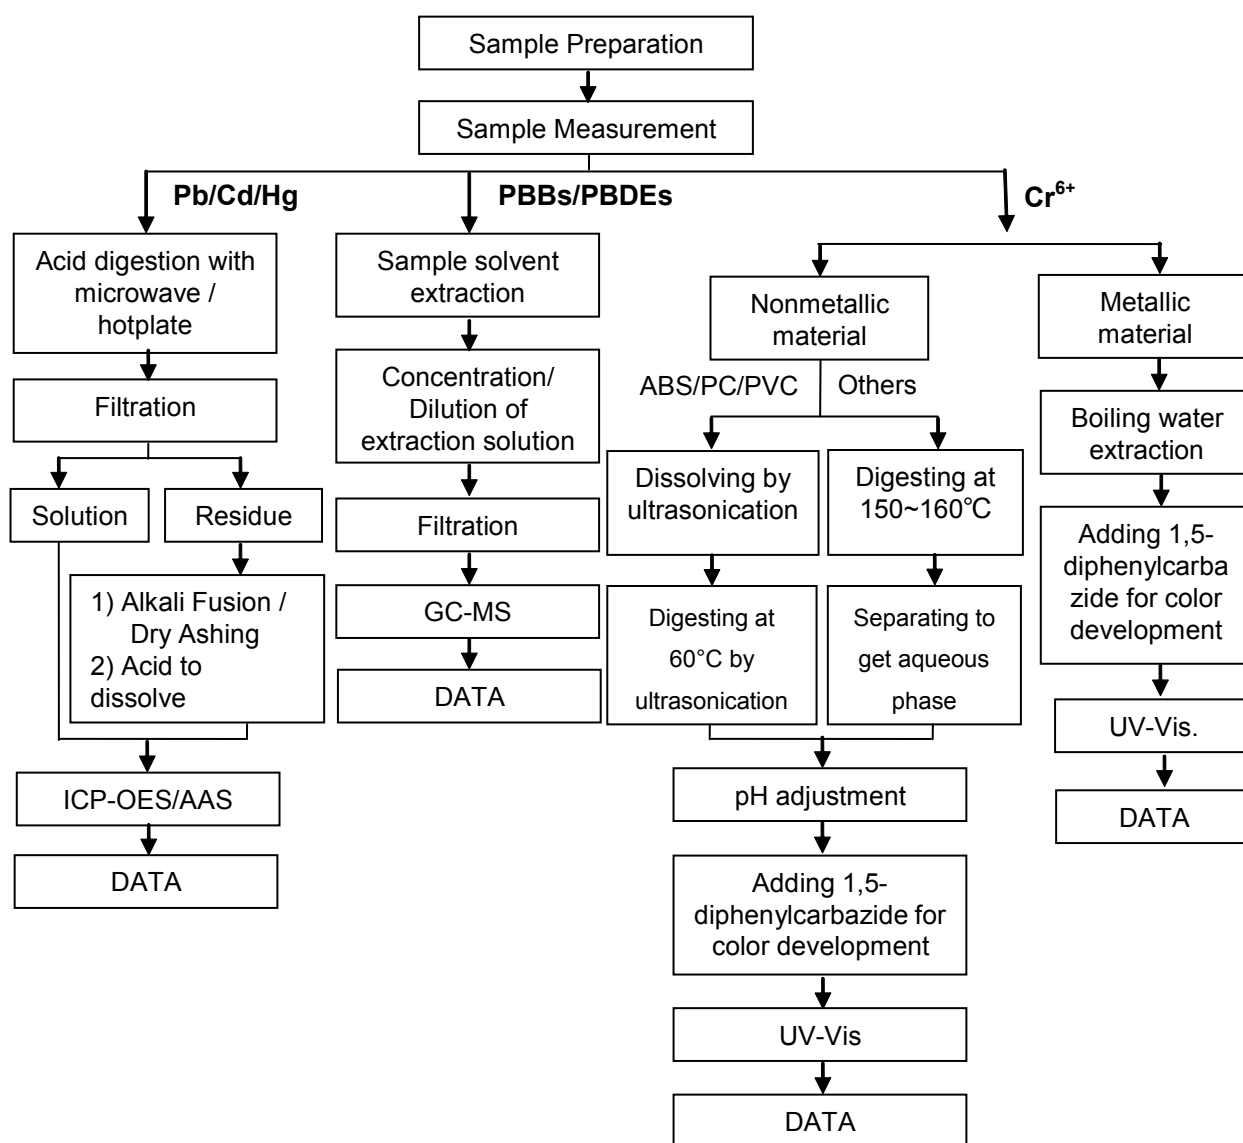 Sample Preparation
Sample Measurement
Pb/Cd/Hg
PBBs/PBDEs
Cr⁶⁺
Acid digestion with
microwave /
hotplate
Filtration
Solution
Residue
1) Alkali Fusion /
Dry Ashing
2) Acid to
dissolve
ICP-OES/AAS
DATA
Sample solvent
extraction
Concentration/
Dilution of
extraction solution
Filtration
GC-MS
DATA
Nonmetallic
material
ABS/PC/PVC
Others
Dissolving by
ultrasonication
Digesting at
60°C by
ultrasonication
Digesting at
150~160℃
Separating to
get aqueous
phase
pH adjustment
Adding 1,5-
diphenylcarbazide for
color development
UV-Vis
DATA
Metallic
material
Boiling water
extraction
Adding 1,5-
diphenylcarba
zide for color
development
UV-Vis.
DATA